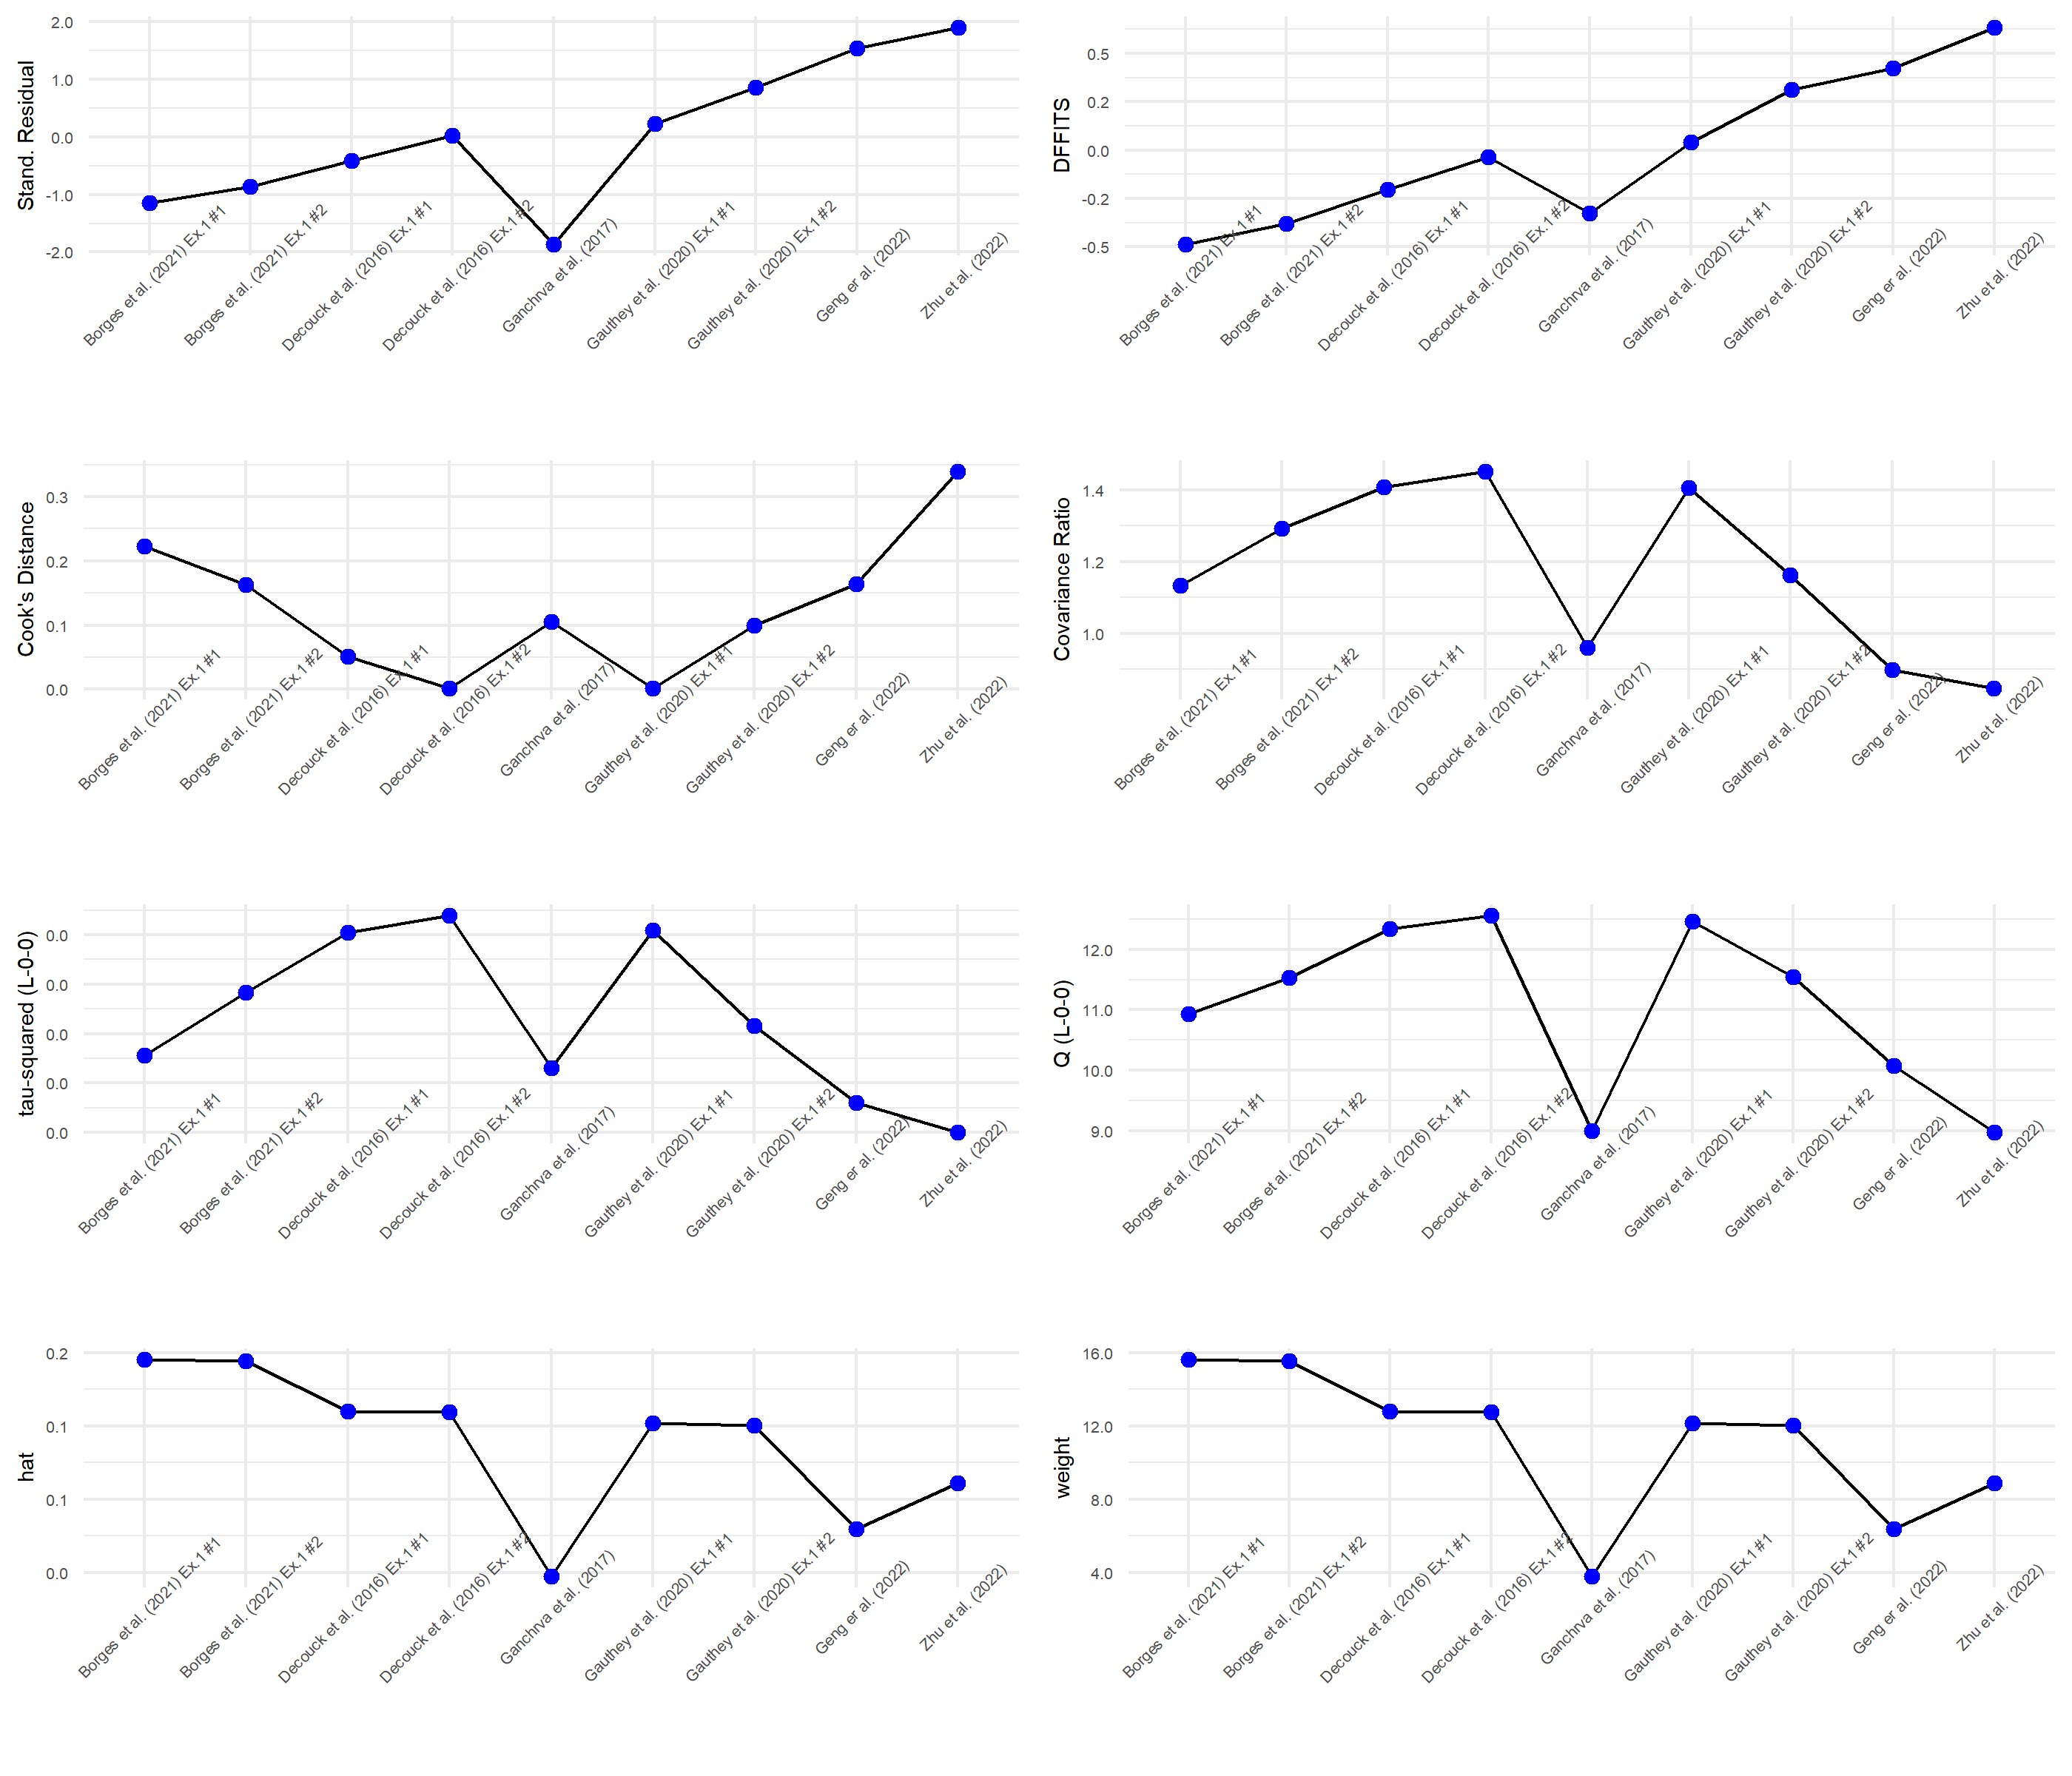 Stand. Residual
2.0
1.0
0.0
-1.0
-2.0
Borges et al. (2021) Ex.1 #1
Borges et al. (2021) Ex.1 #2
Decouck et al. (2016) Ex.1 #1
Decouck et al. (2016) Ex.1 #2
Ganchrva et al. (2017)
Gauthey et al. (2020) Ex.1 #1
Gauthey et al. (2020) Ex.1 #2
Geng er al. (2022)
Zhu et al. (2022)
DFFITS
0.5
0.2
0.0
-0.2
-0.5
Borges et al. (2021) Ex.1 #1
Borges et al. (2021) Ex.1 #2
Decouck et al. (2016) Ex.1 #1
Decouck et al. (2016) Ex.1 #2
Ganchrva et al. (2017)
Gauthey et al. (2020) Ex.1 #1
Gauthey et al. (2020) Ex.1 #2
Geng er al. (2022)
Zhu et al. (2022)
Cook's Distance
0.3
0.2
0.1
0.0
Borges et al. (2021) Ex.1 #1
Borges et al. (2021) Ex.1 #2
Decouck et al. (2016) Ex.1 #1
Decouck et al. (2016) Ex.1 #2
Ganchrva et al. (2017)
Gauthey et al. (2020) Ex.1 #1
Gauthey et al. (2020) Ex.1 #2
Geng er al. (2022)
Zhu et al. (2022)
Covariance Ratio
1.4
1.2
1.0
Borges et al. (2021) Ex.1 #1
Borges et al. (2021) Ex.1 #2
Decouck et al. (2016) Ex.1 #1
Decouck et al. (2016) Ex.1 #2
Ganchrva et al. (2017)
Gauthey et al. (2020) Ex.1 #1
Gauthey et al. (2020) Ex.1 #2
Geng er al. (2022)
Zhu et al. (2022)
tau-squared (L-0-0)
0.0
0.0
0.0
0.0
0.0
Borges et al. (2021) Ex.1 #1
Borges et al. (2021) Ex.1 #2
Decouck et al. (2016) Ex.1 #1
Decouck et al. (2016) Ex.1 #2
Ganchrva et al. (2017)
Gauthey et al. (2020) Ex.1 #1
Gauthey et al. (2020) Ex.1 #2
Geng er al. (2022)
Zhu et al. (2022)
Q (L-0-0)
12.0
11.0
10.0
9.0
Borges et al. (2021) Ex.1 #1
Borges et al. (2021) Ex.1 #2
Decouck et al. (2016) Ex.1 #1
Decouck et al. (2016) Ex.1 #2
Ganchrva et al. (2017)
Gauthey et al. (2020) Ex.1 #1
Gauthey et al. (2020) Ex.1 #2
Geng er al. (2022)
Zhu et al. (2022)
hat
0.2
0.1
0.1
0.0
Borges et al. (2021) Ex.1 #1
Borges et al. (2021) Ex.1 #2
Decouck et al. (2016) Ex.1 #1
Decouck et al. (2016) Ex.1 #2
Ganchrva et al. (2017)
Gauthey et al. (2020) Ex.1 #1
Gauthey et al. (2020) Ex.1 #2
Geng er al. (2022)
Zhu et al. (2022)
weight
16.0
12.0
8.0
4.0
Borges et al. (2021) Ex.1 #1
Borges et al. (2021) Ex.1 #2
Decouck et al. (2016) Ex.1 #1
Decouck et al. (2016) Ex.1 #2
Ganchrva et al. (2017)
Gauthey et al. (2020) Ex.1 #1
Gauthey et al. (2020) Ex.1 #2
Geng er al. (2022)
Zhu et al. (2022)